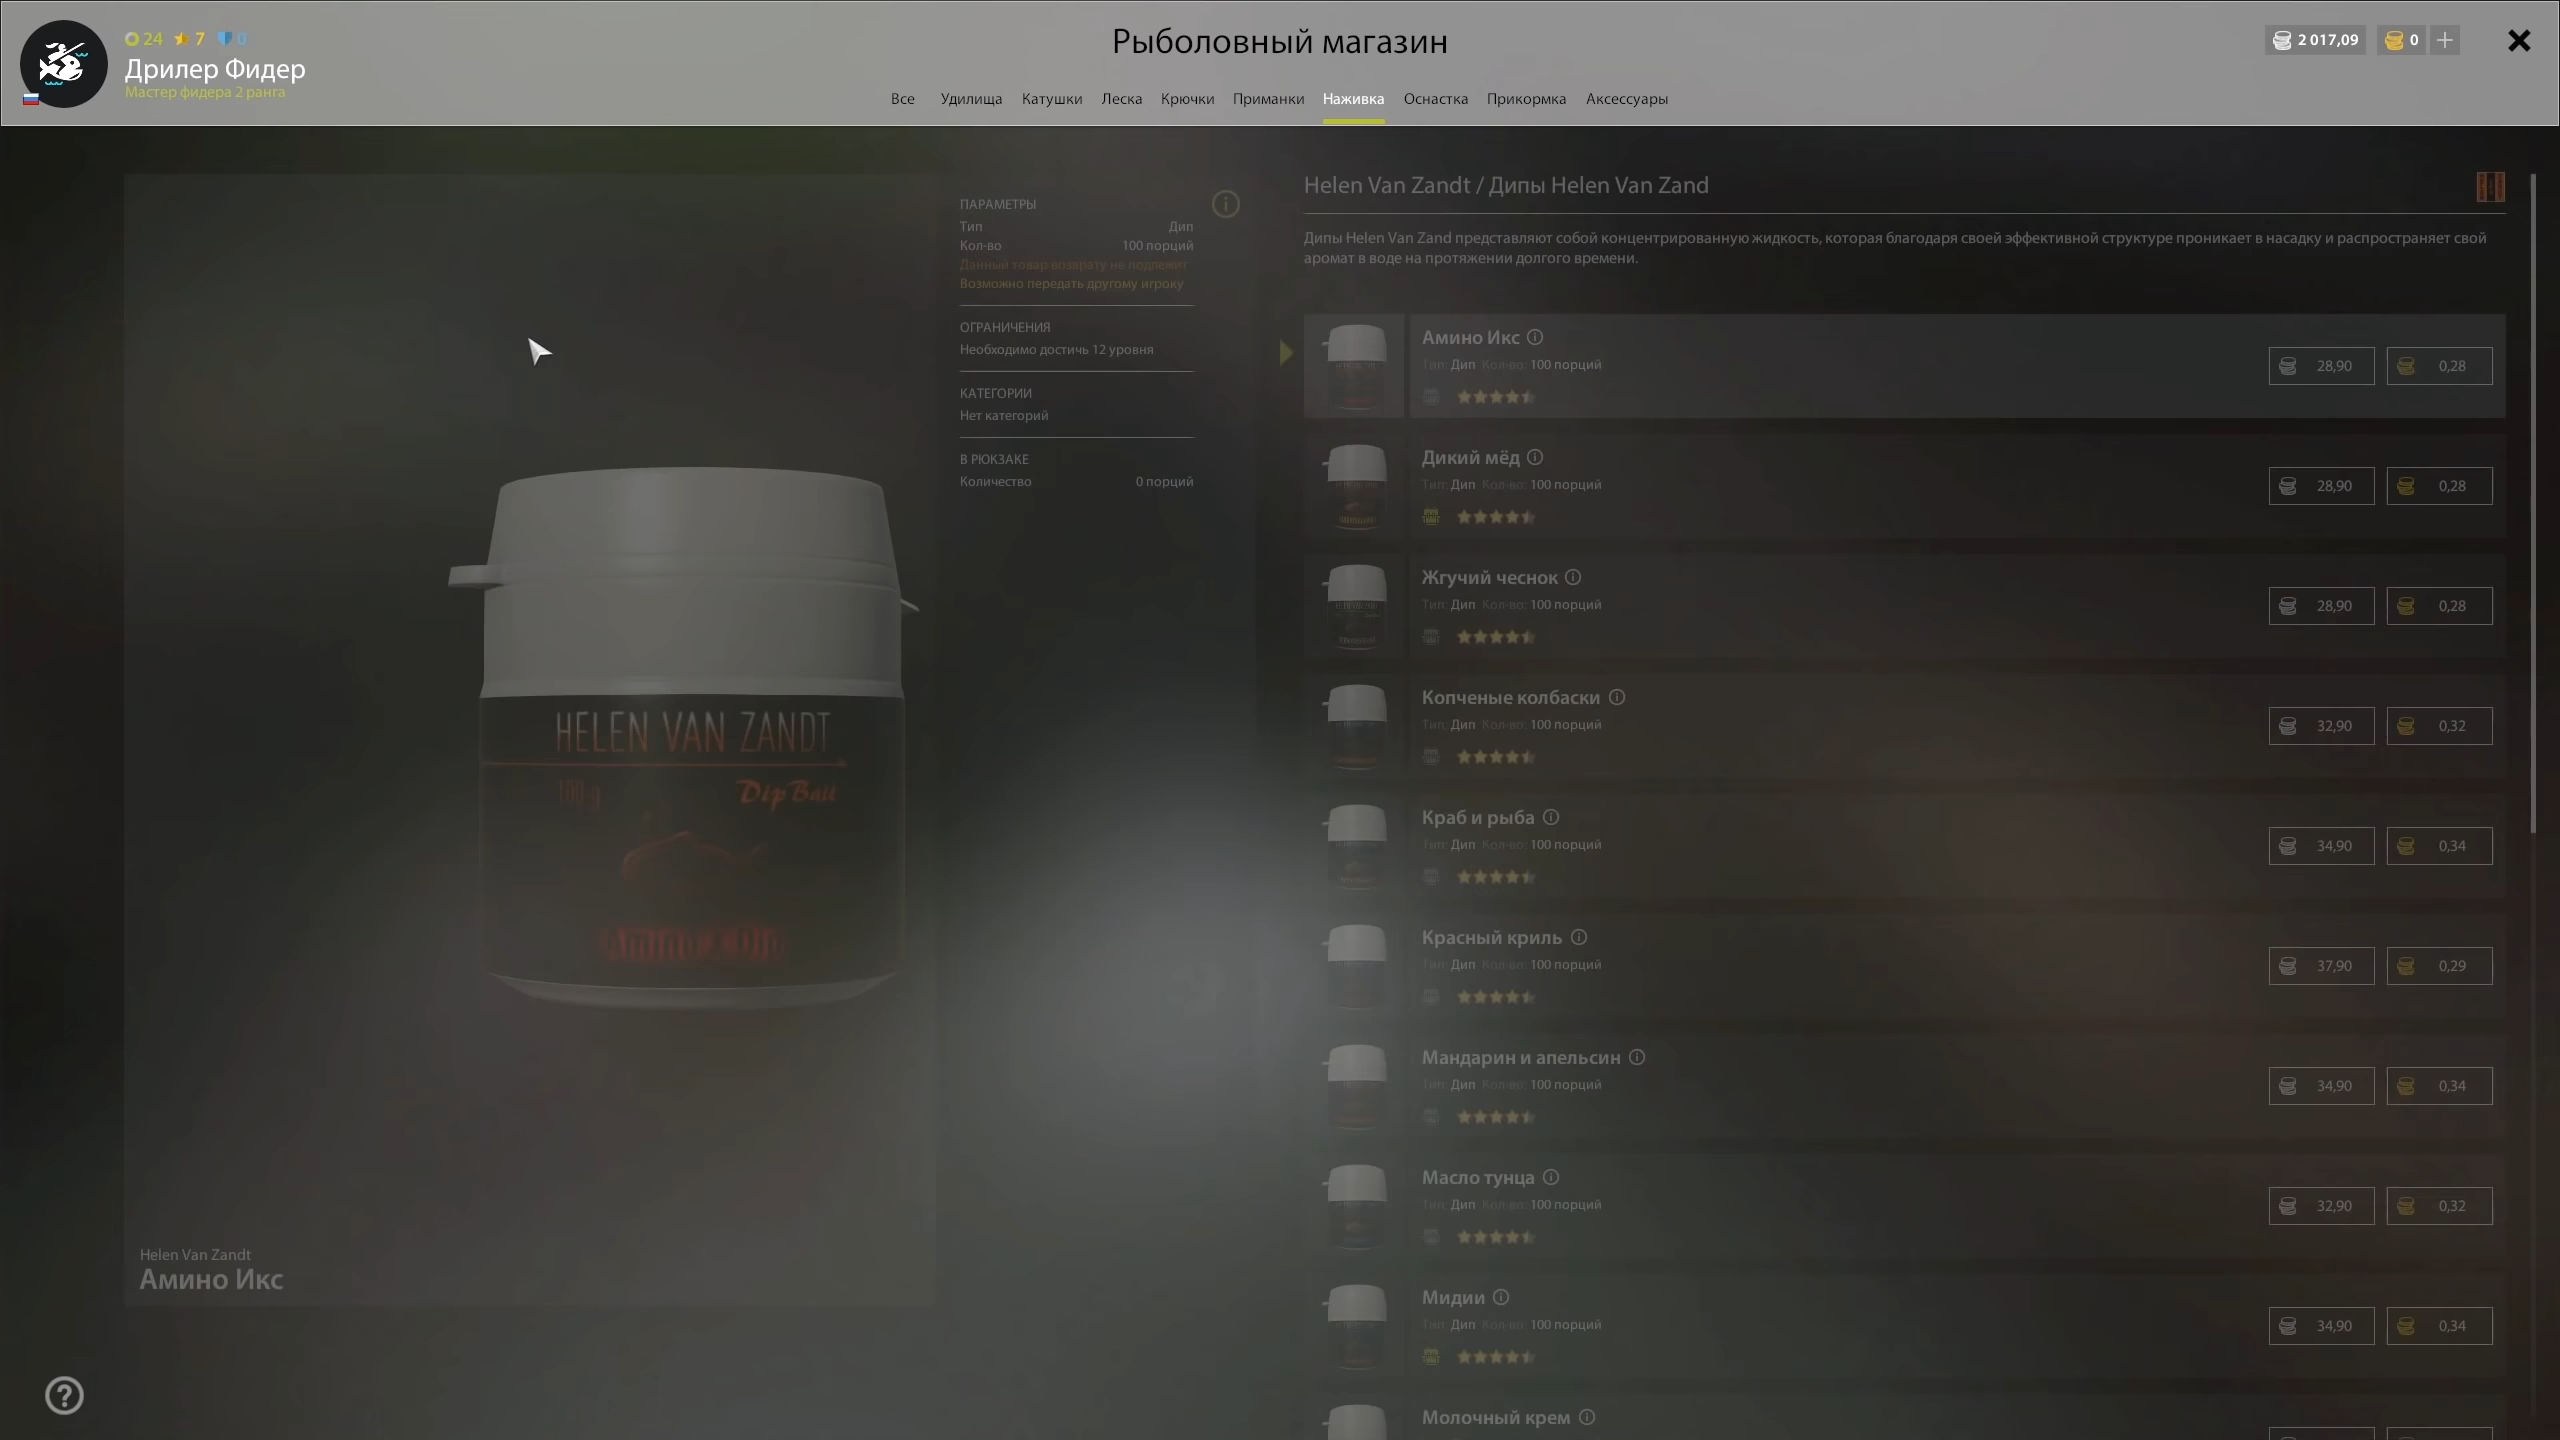 24 7 0
Дрилер Фидер
Мастер фидера 2 ранга
Рыболовный магазин
2 017,09 0
Все Удилища Катушки Леска Крючки Приманки Наживка Оснастка Прикормка Аксессуары
HELEN VAN ZANDT
100 g Dip Bait
Helen Van Zandt
Амино Икс
ПАРАМЕТРЫ
Тип Дип
Кол-во 100 порций
Данный товар возврату не подлежит
Возможно передать другому игроку
ОГРАНИЧЕНИЯ
Необходимо достичь 12 уровня
КАТЕГОРИИ
Нет категорий
В РЮКЗАКЕ
Количество 0 порций
Helen Van Zandt / Дипы Helen Van Zand
Дипы Helen Van Zand представляют собой концентрированную жидкость, которая благодаря своей эффективной структуре проникает в насадку и распространяет свой
аромат в воде на протяжении долгого времени.
Амино Икс
Тип: Дип Кол-во: 100 порций
28,90 0,28
Дикий мёд
Тип: Дип Кол-во: 100 порций
28,90 0,28
Жгучий чеснок
Тип: Дип Кол-во: 100 порций
28,90 0,28
Копченые колбаски
Тип: Дип Кол-во: 100 порций
32,90 0,32
Краб и рыба
Тип: Дип Кол-во: 100 порций
34,90 0,34
Красный криль
Тип: Дип Кол-во: 100 порций
37,90 0,29
Мандарин и апельсин
Тип: Дип Кол-во: 100 порций
34,90 0,34
Масло тунца
Тип: Дип Кол-во: 100 порций
32,90 0,32
Мидии
Тип: Дип Кол-во: 100 порций
34,90 0,34
Молочный крем